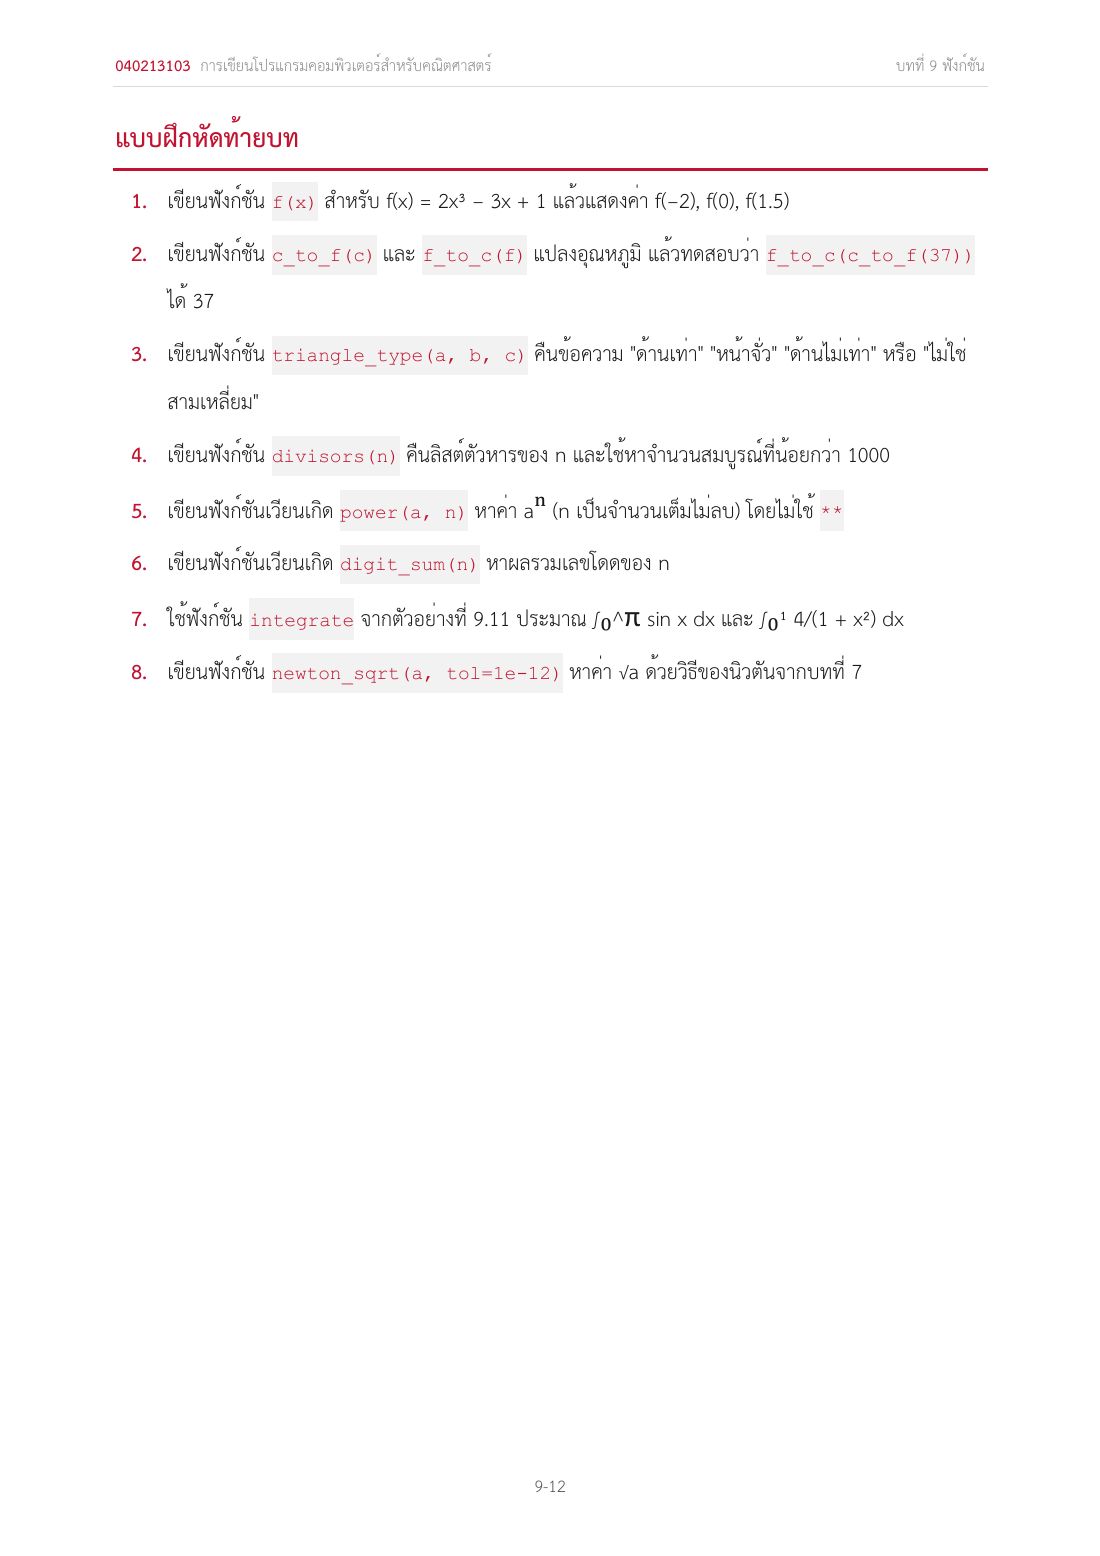 040213103 การเขียนโปรแกรมคอมพิวเตอร์สำหรับคณิตศาสตร์ บทที่ 9 ฟังก์ชัน
แบบฝึกหัดท้ายบท
1. เขียนฟังก์ชัน f(x) สำหรับ f(x) = 2x³ − 3x + 1 แล้วแสดงค่า f(−2), f(0), f(1.5)
2. เขียนฟังก์ชัน c_to_f(c) และ f_to_c(f) แปลงอุณหภูมิ แล้วทดสอบว่า f_to_c(c_to_f(37))
ได้ 37
3. เขียนฟังก์ชัน triangle_type(a, b, c) คืนข้อความ "ด้านเท่า" "หน้าจั่ว" "ด้านไม่เท่า" หรือ "ไม่ใช่
สามเหลี่ยม"
4. เขียนฟังก์ชัน divisors(n) คืนลิสต์ตัวหารของ n และใช้หาจำนวนสมบูรณ์ที่น้อยกว่า 1000
5. เขียนฟังก์ชันเวียนเกิด power(a, n) หาค่า aⁿ (n เป็นจำนวนเต็มไม่ลบ) โดยไม่ใช้ **
6. เขียนฟังก์ชันเวียนเกิด digit_sum(n) หาผลรวมเลขโดดของ n
7. ใช้ฟังก์ชัน integrate จากตัวอย่างที่ 9.11 ประมาณ ∫₀^π sin x dx และ ∫₀¹ 4/(1 + x²) dx
8. เขียนฟังก์ชัน newton_sqrt(a, tol=1e-12) หาค่า √a ด้วยวิธีของนิวตันจากบทที่ 7
9-12